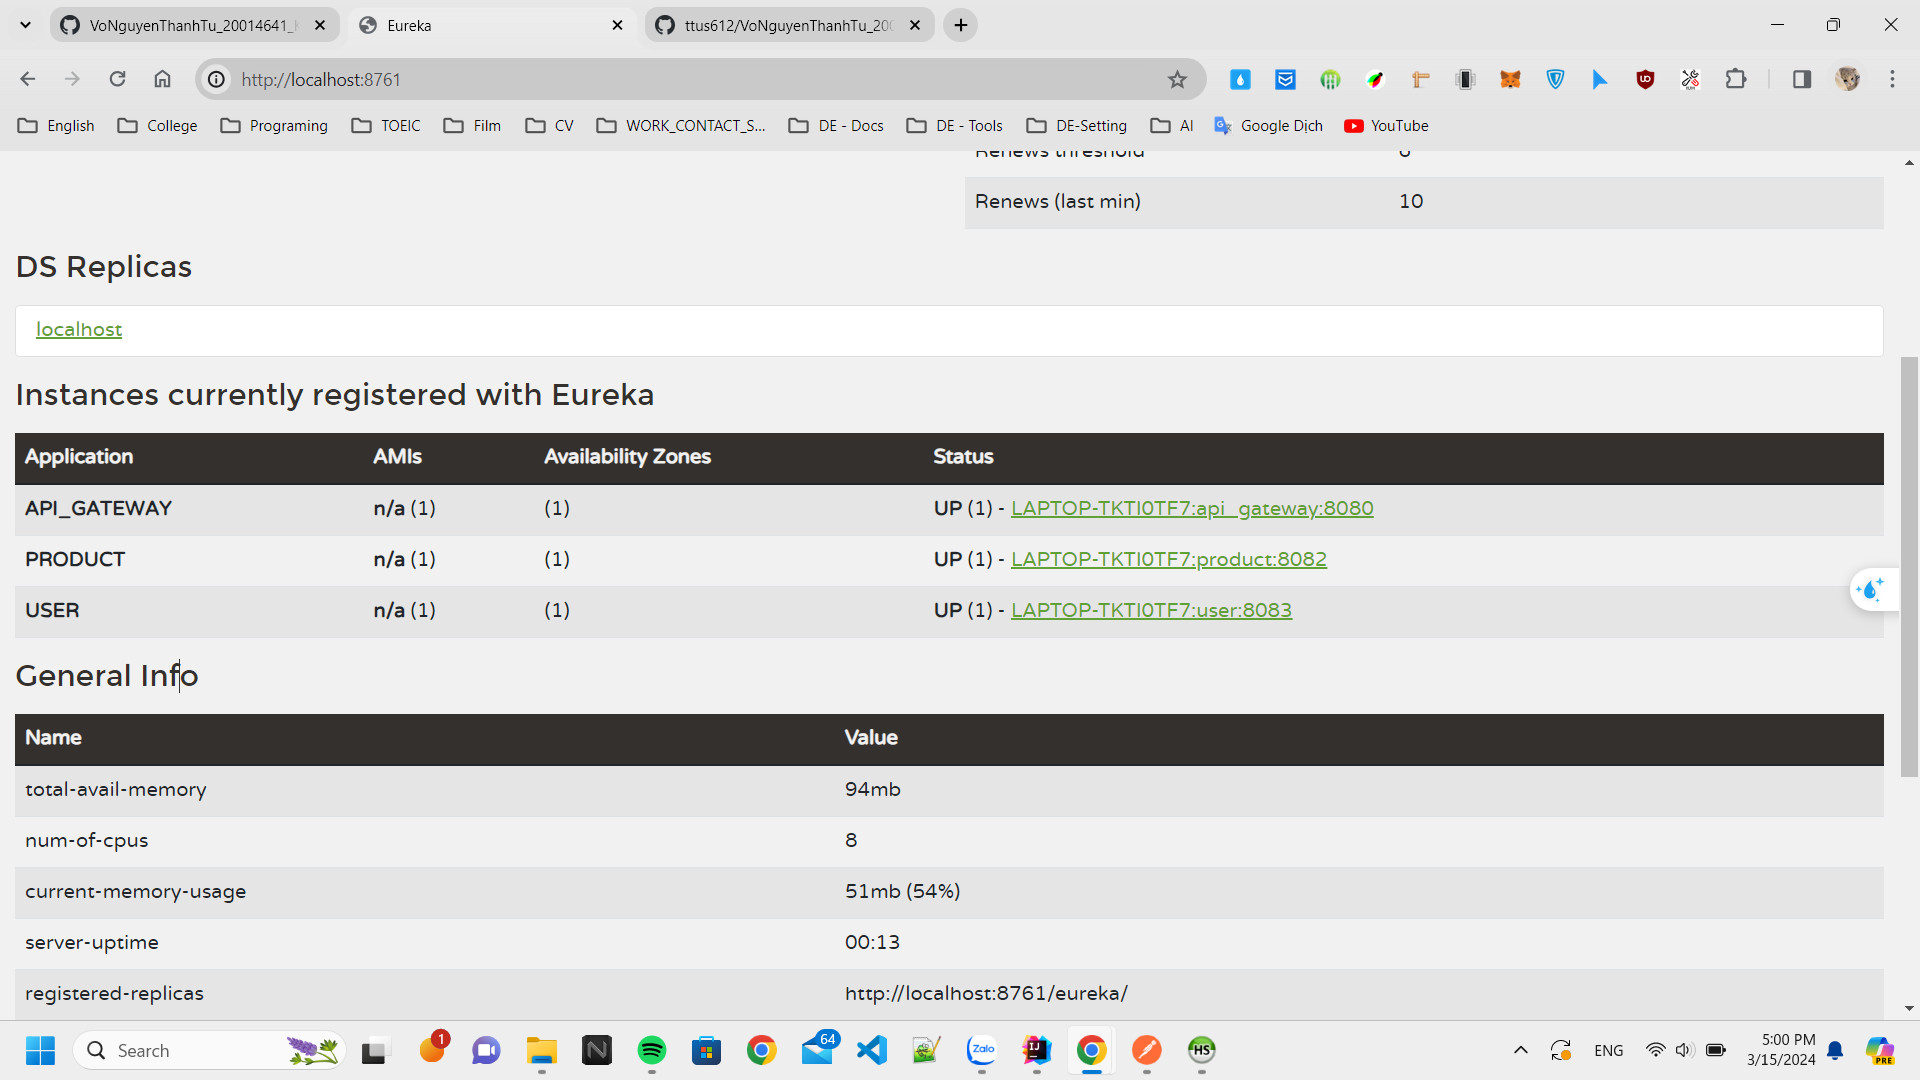 VoNguyenThanhTu_20014641_
Eureka
ttus612/VoNguyenThanhTu_20
http://localhost:8761
English
College
Programing
TOEIC
Film
CV
WORK_CONTACT_S...
DE - Docs
DE - Tools
DE-Setting
AI
Google Dịch
YouTube
Renews threshold
Renews (last min) 10
DS Replicas
localhost
Instances currently registered with Eureka
Application AMIs Availability Zones Status
API_GATEWAY n/a (1) (1) UP (1) - LAPTOP-TKTI0TF7:api_gateway:8080
PRODUCT n/a (1) (1) UP (1) - LAPTOP-TKTI0TF7:product:8082
USER n/a (1) (1) UP (1) - LAPTOP-TKTI0TF7:user:8083
General Info
Name Value
total-avail-memory 94mb
num-of-cpus 8
current-memory-usage 51mb (54%)
server-uptime 00:13
registered-replicas http://localhost:8761/eureka/
Search
1
64
Zalo
IJ
HS
ENG
5:00 PM
3/15/2024
PRE